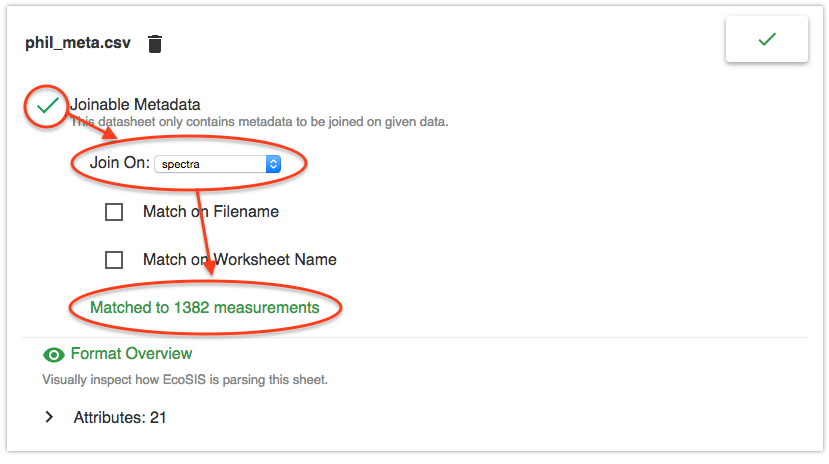 phil_meta.csv
Joinable Metadata
This datasheet only contains metadata to be joined on given data.
Join On: spectra
Match on Filename
Match on Worksheet Name
Matched to 1382 measurements
Format Overview
Visually inspect how EcoSIS is parsing this sheet.
Attributes: 21